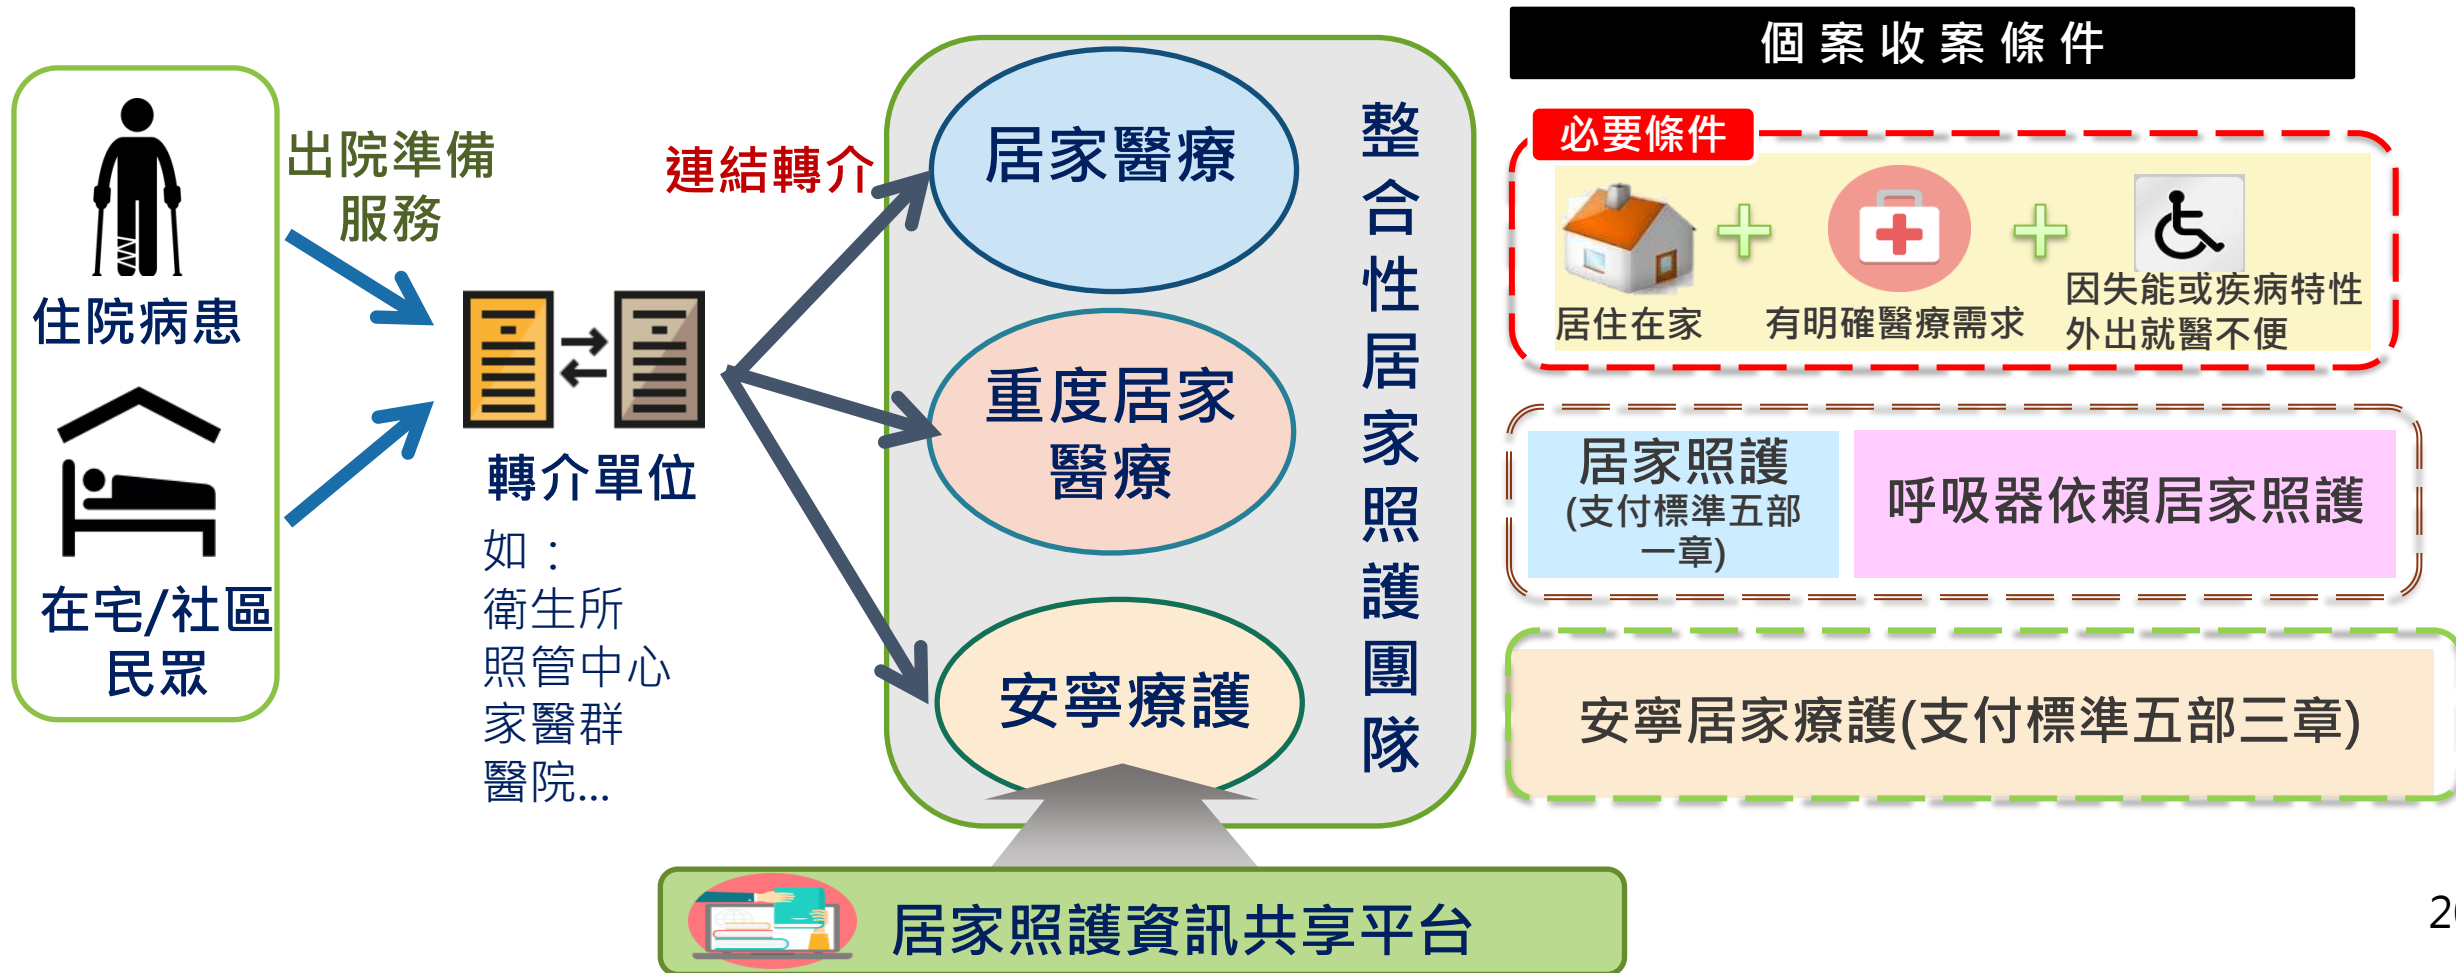 住院病患
在宅/社區
民眾
出院準備
服務
轉介單位
如：
衛生所
照管中心
家醫群
醫院...
連結轉介
居家醫療
重度居家
醫療
安寧療護
整合性居家照護團隊
居家照護資訊共享平台
個案收案條件
必要條件
居住在家
有明確醫療需求
因失能或疾病特性
外出就醫不便
居家照護
(支付標準五部
一章)
呼吸器依賴居家照護
安寧居家療護(支付標準五部三章)